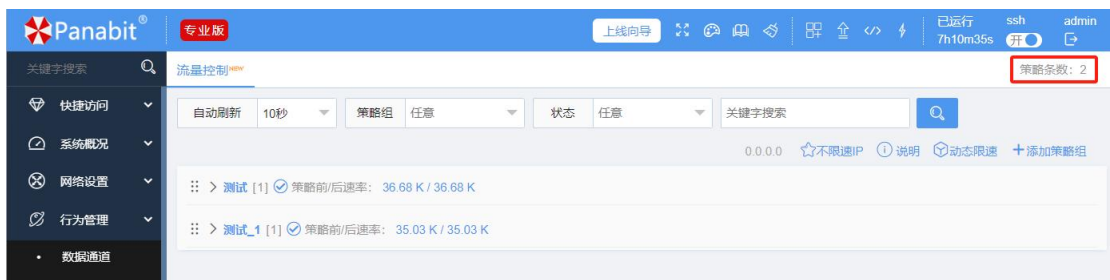 Panabit®
专业版
上线向导
已运行
7h10m35s
ssh
开
admin
关键字搜索
流量控制NEW
策略条数: 2
快捷访问
自动刷新 10秒 策略组 任意 状态 任意 关键字搜索
系统概况
0.0.0.0 不限速IP 说明 动态限速 +添加策略组
网络设置
测试 [1] 策略前/后速率: 36.68 K / 36.68 K
行为管理
测试_1 [1] 策略前/后速率: 35.03 K / 35.03 K
数据通道